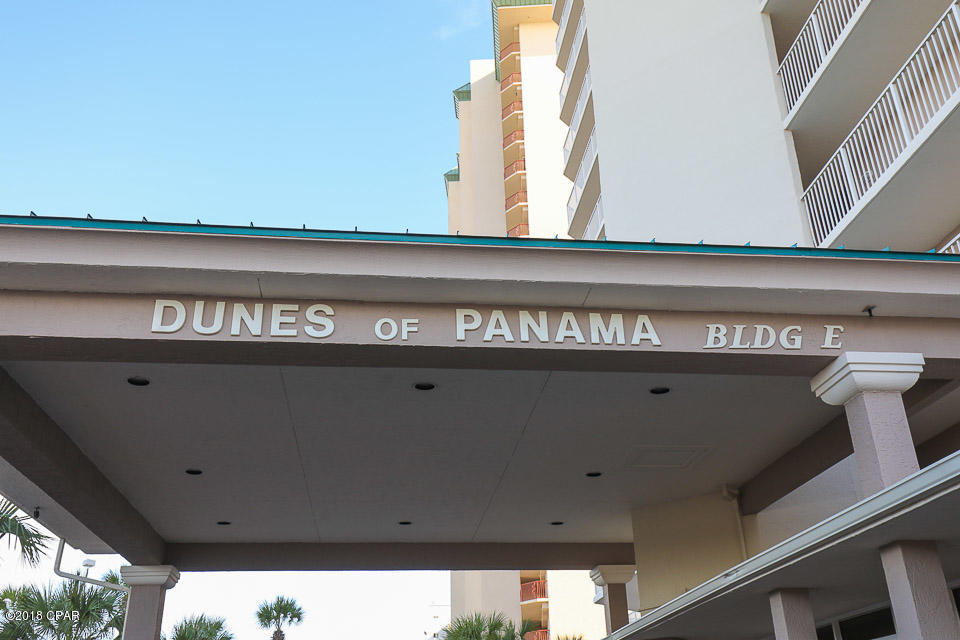 DUNES OF PANAMA BLDG E
©2018 CPAR